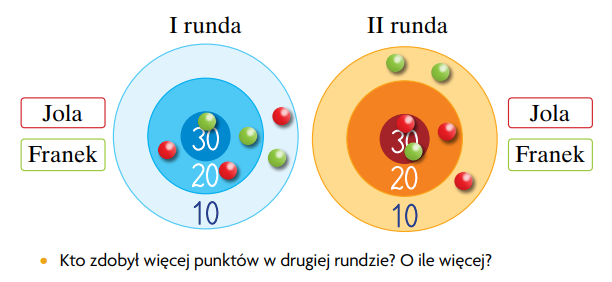 I runda
II runda
Jola
Franek
30
20
10
30
20
10
Jola
Franek
• Kto zdobył więcej punktów w drugiej rundzie? O ile więcej?